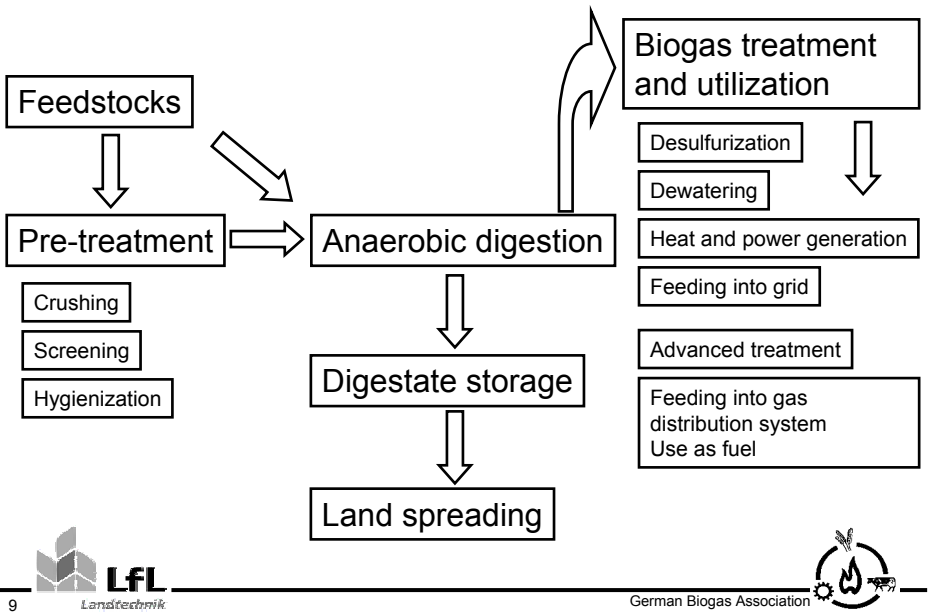 Feedstocks
Pre-treatment
Crushing
Screening
Hygienization
Anaerobic digestion
Digestate storage
Land spreading
Biogas treatment
and utilization
Desulfurization
Dewatering
Heat and power generation
Feeding into grid
Advanced treatment
Feeding into gas
distribution system
Use as fuel
9
LfL
Landtechnik
German Biogas Association